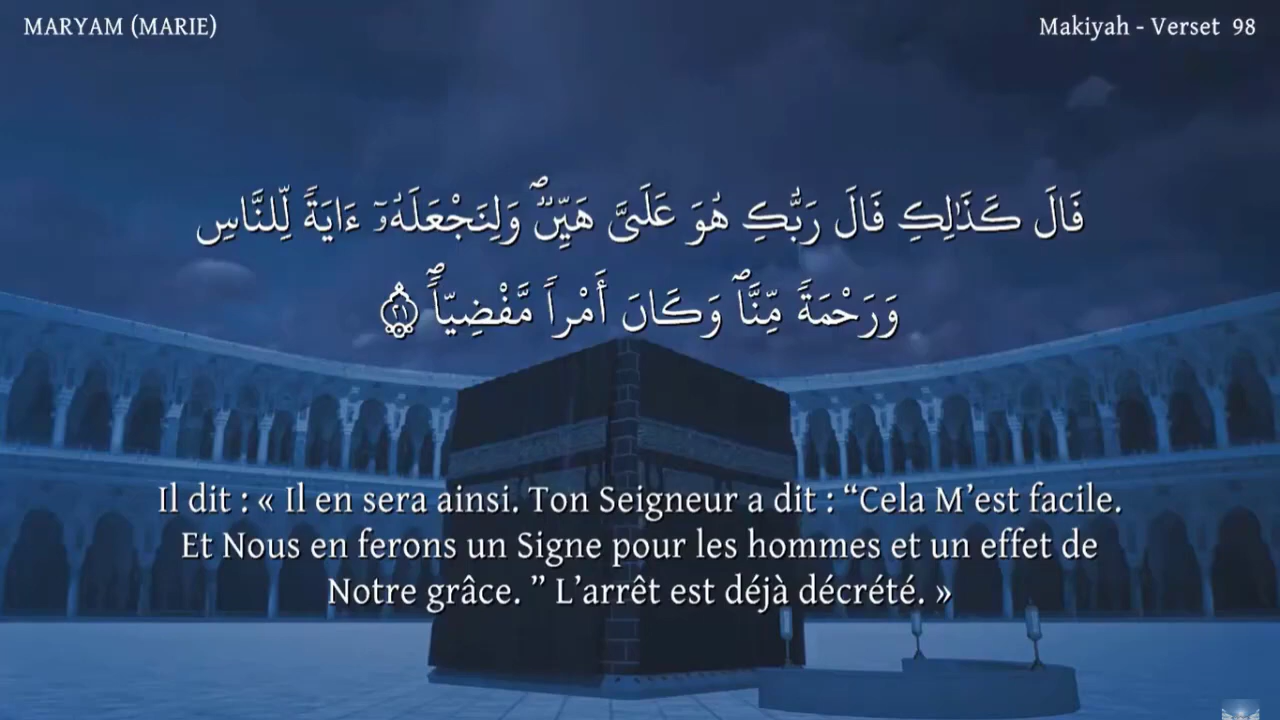 MARYAM (MARIE)
Makiyah - Verset 98
قَالَ كَذَٰلِكِ قَالَ رَبُّكِ هُوَ عَلَىَّ هَيِّنٌۖ وَلِنَجْعَلَهُۥٓ ءَايَةً لِّلنَّاسِ
وَرَحْمَةً مِّنَّاۖ وَكَانَ أَمْراً مَّقْضِيّاًۖ ٢١
Il dit : « Il en sera ainsi. Ton Seigneur a dit : “Cela M’est facile.
Et Nous en ferons un Signe pour les hommes et un effet de
Notre grâce. ” L’arrêt est déjà décrété. »